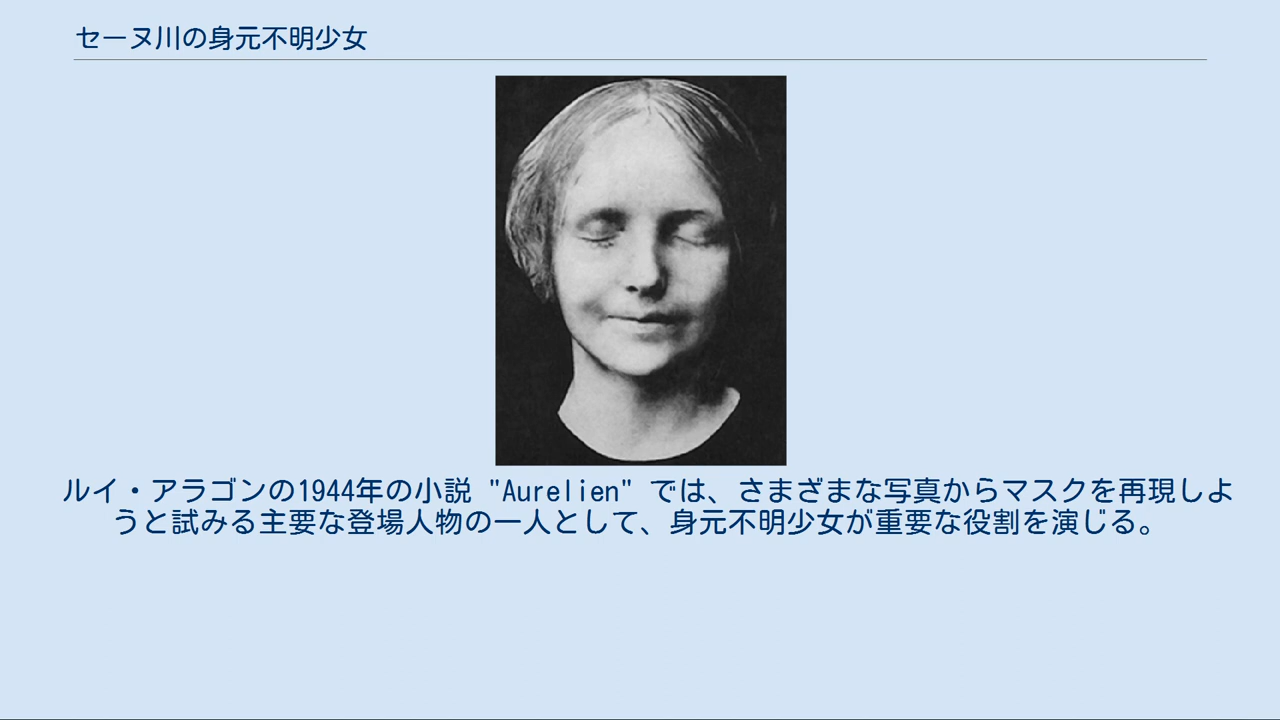 セーヌ川の身元不明少女
ルイ・アラゴンの1944年の小説 "Aurelien" では、さまざまな写真からマスクを再現しよ
うと試みる主要な登場人物の一人として、身元不明少女が重要な役割を演じる。